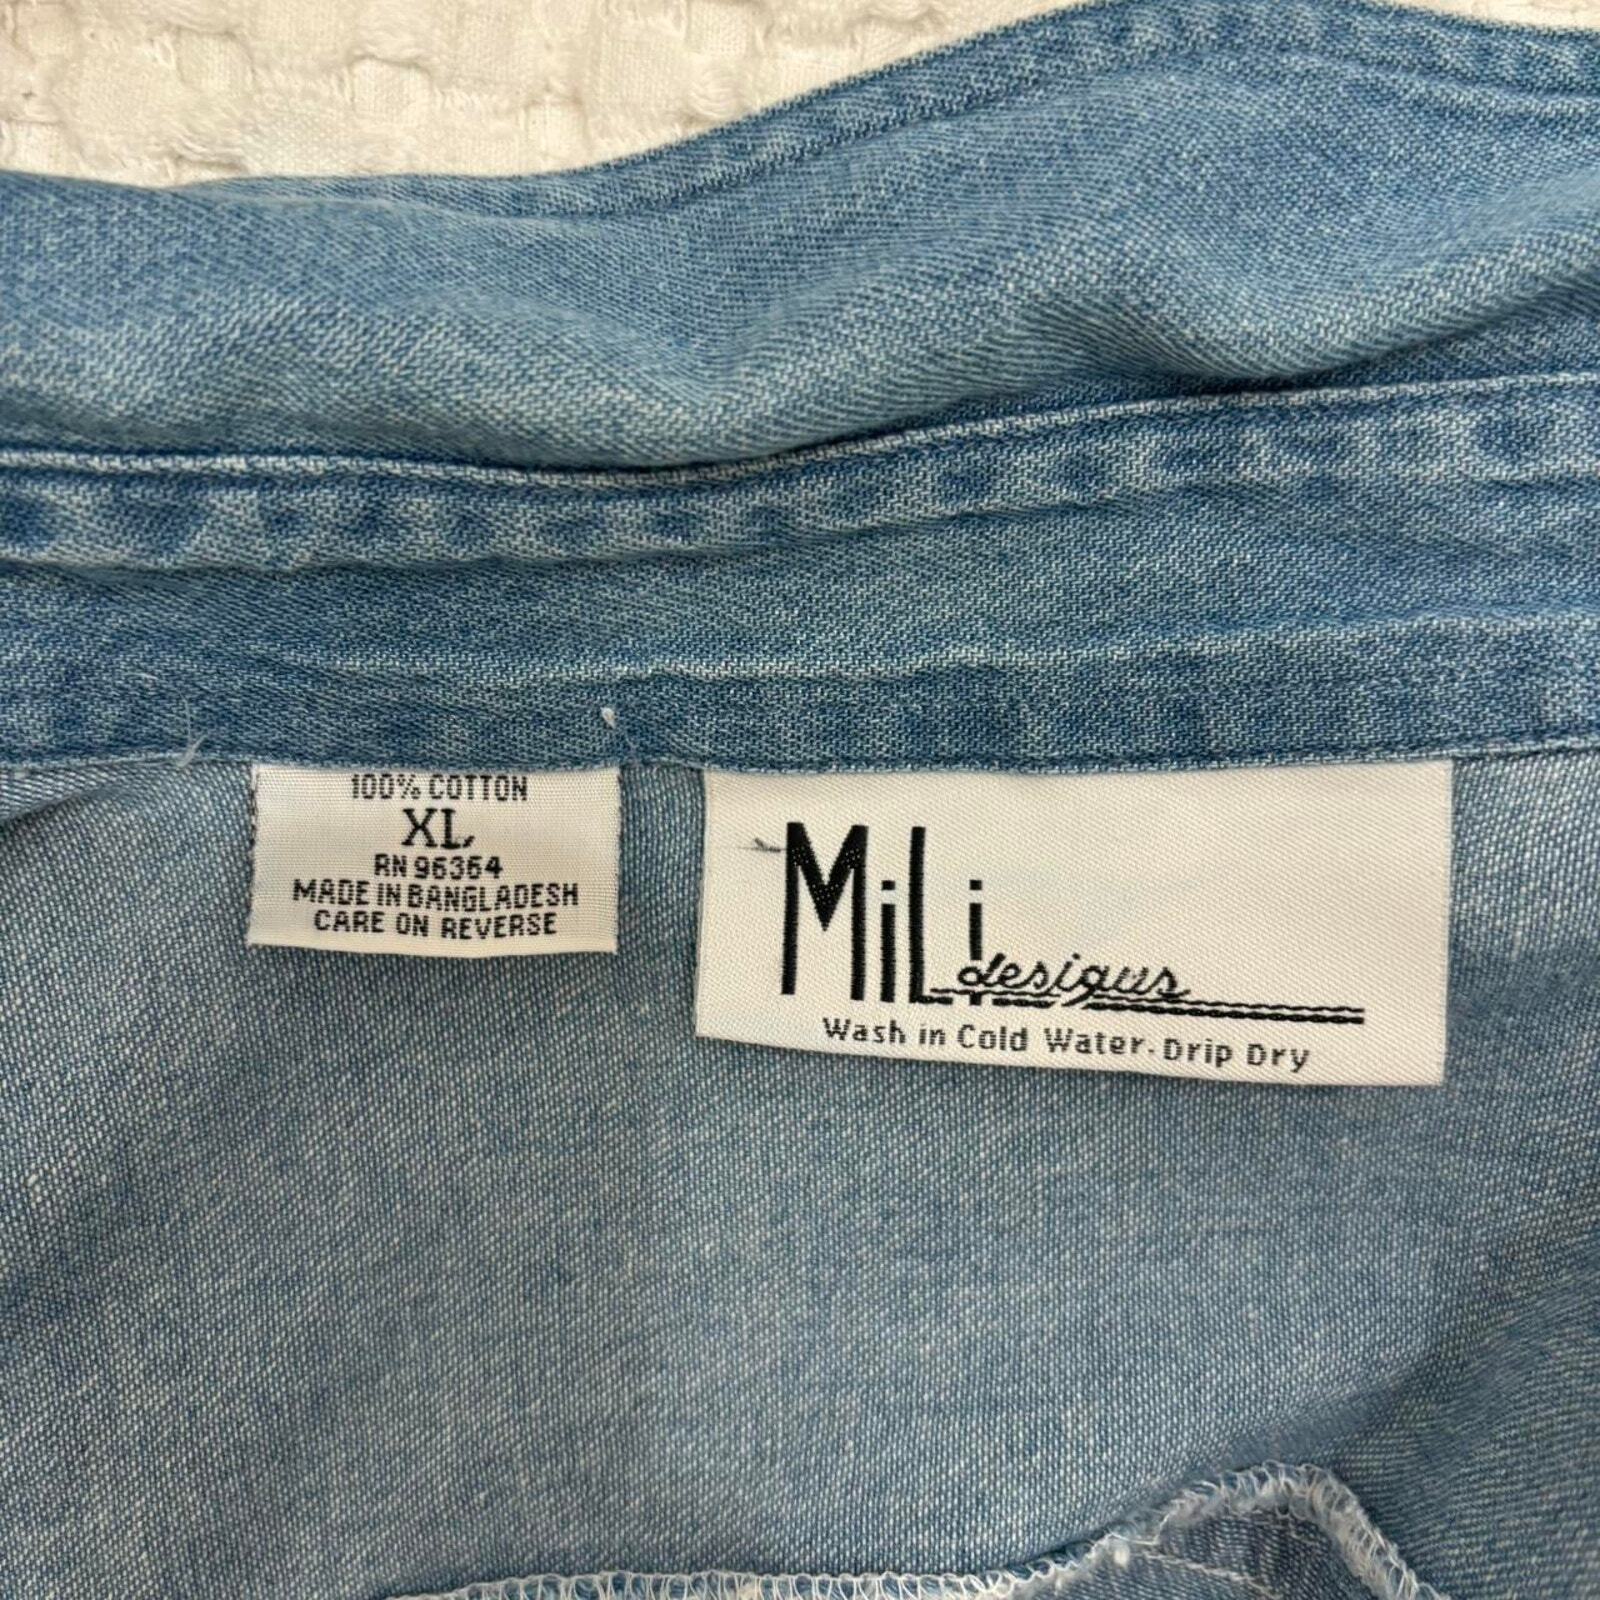 100% COTTON
XL
RN 96364
MADE IN BANGLADESH
CARE ON REVERSE
MiLi
designs
Wash in Cold Water. Drip Dry